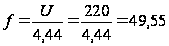 f = U/4,44 = 220/4,44 = 49,55